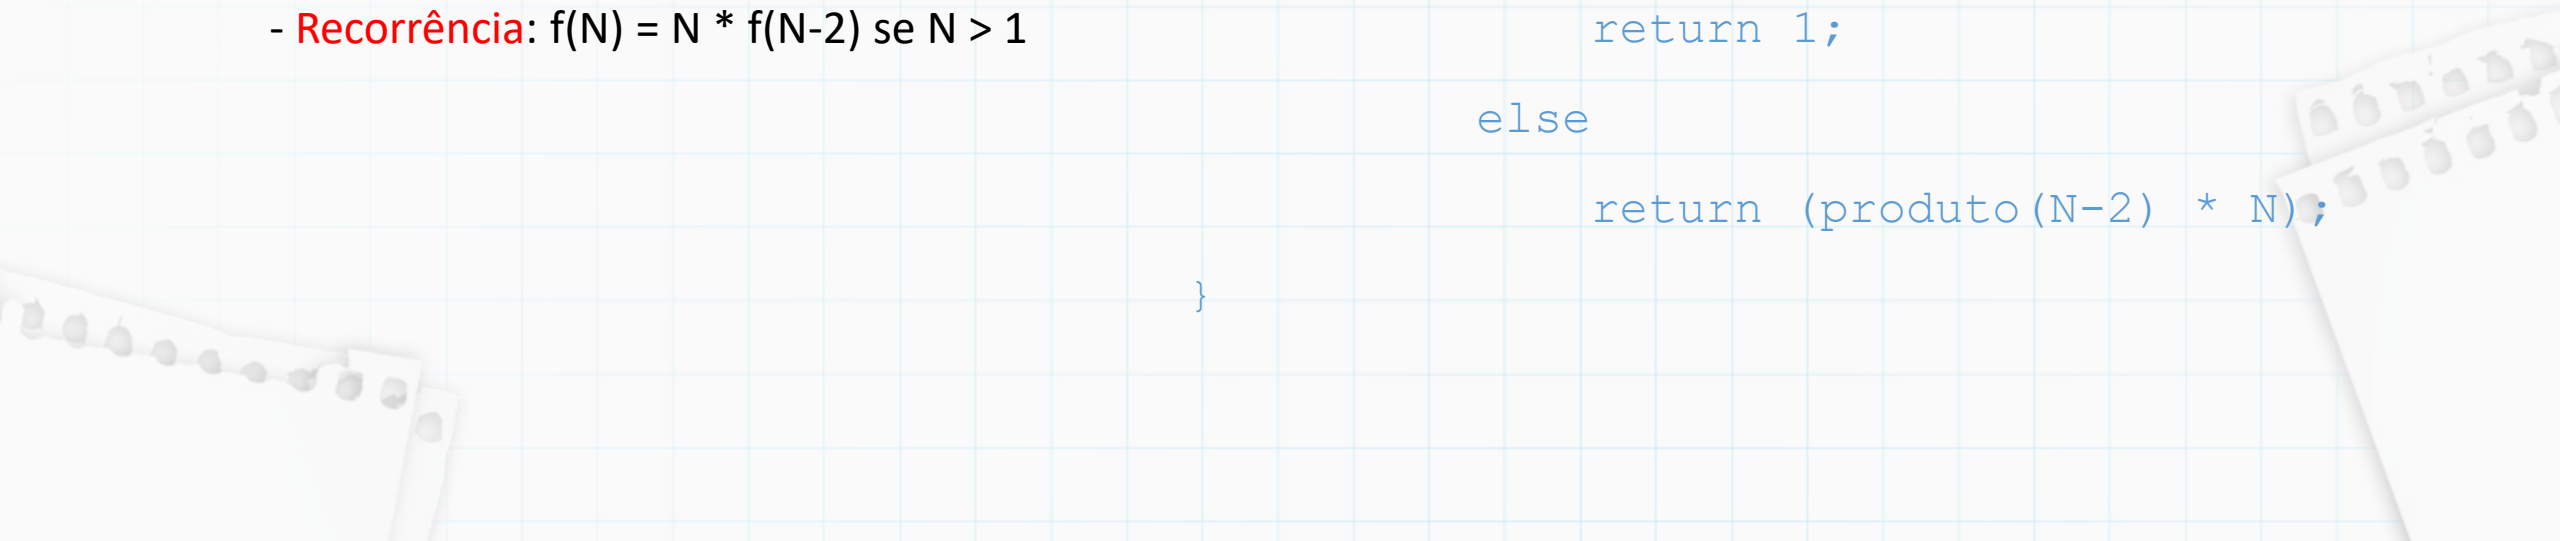 - Recorrência: f(N) = N * f(N-2) se N > 1
return 1;
else
return (produto(N-2) * N);
}